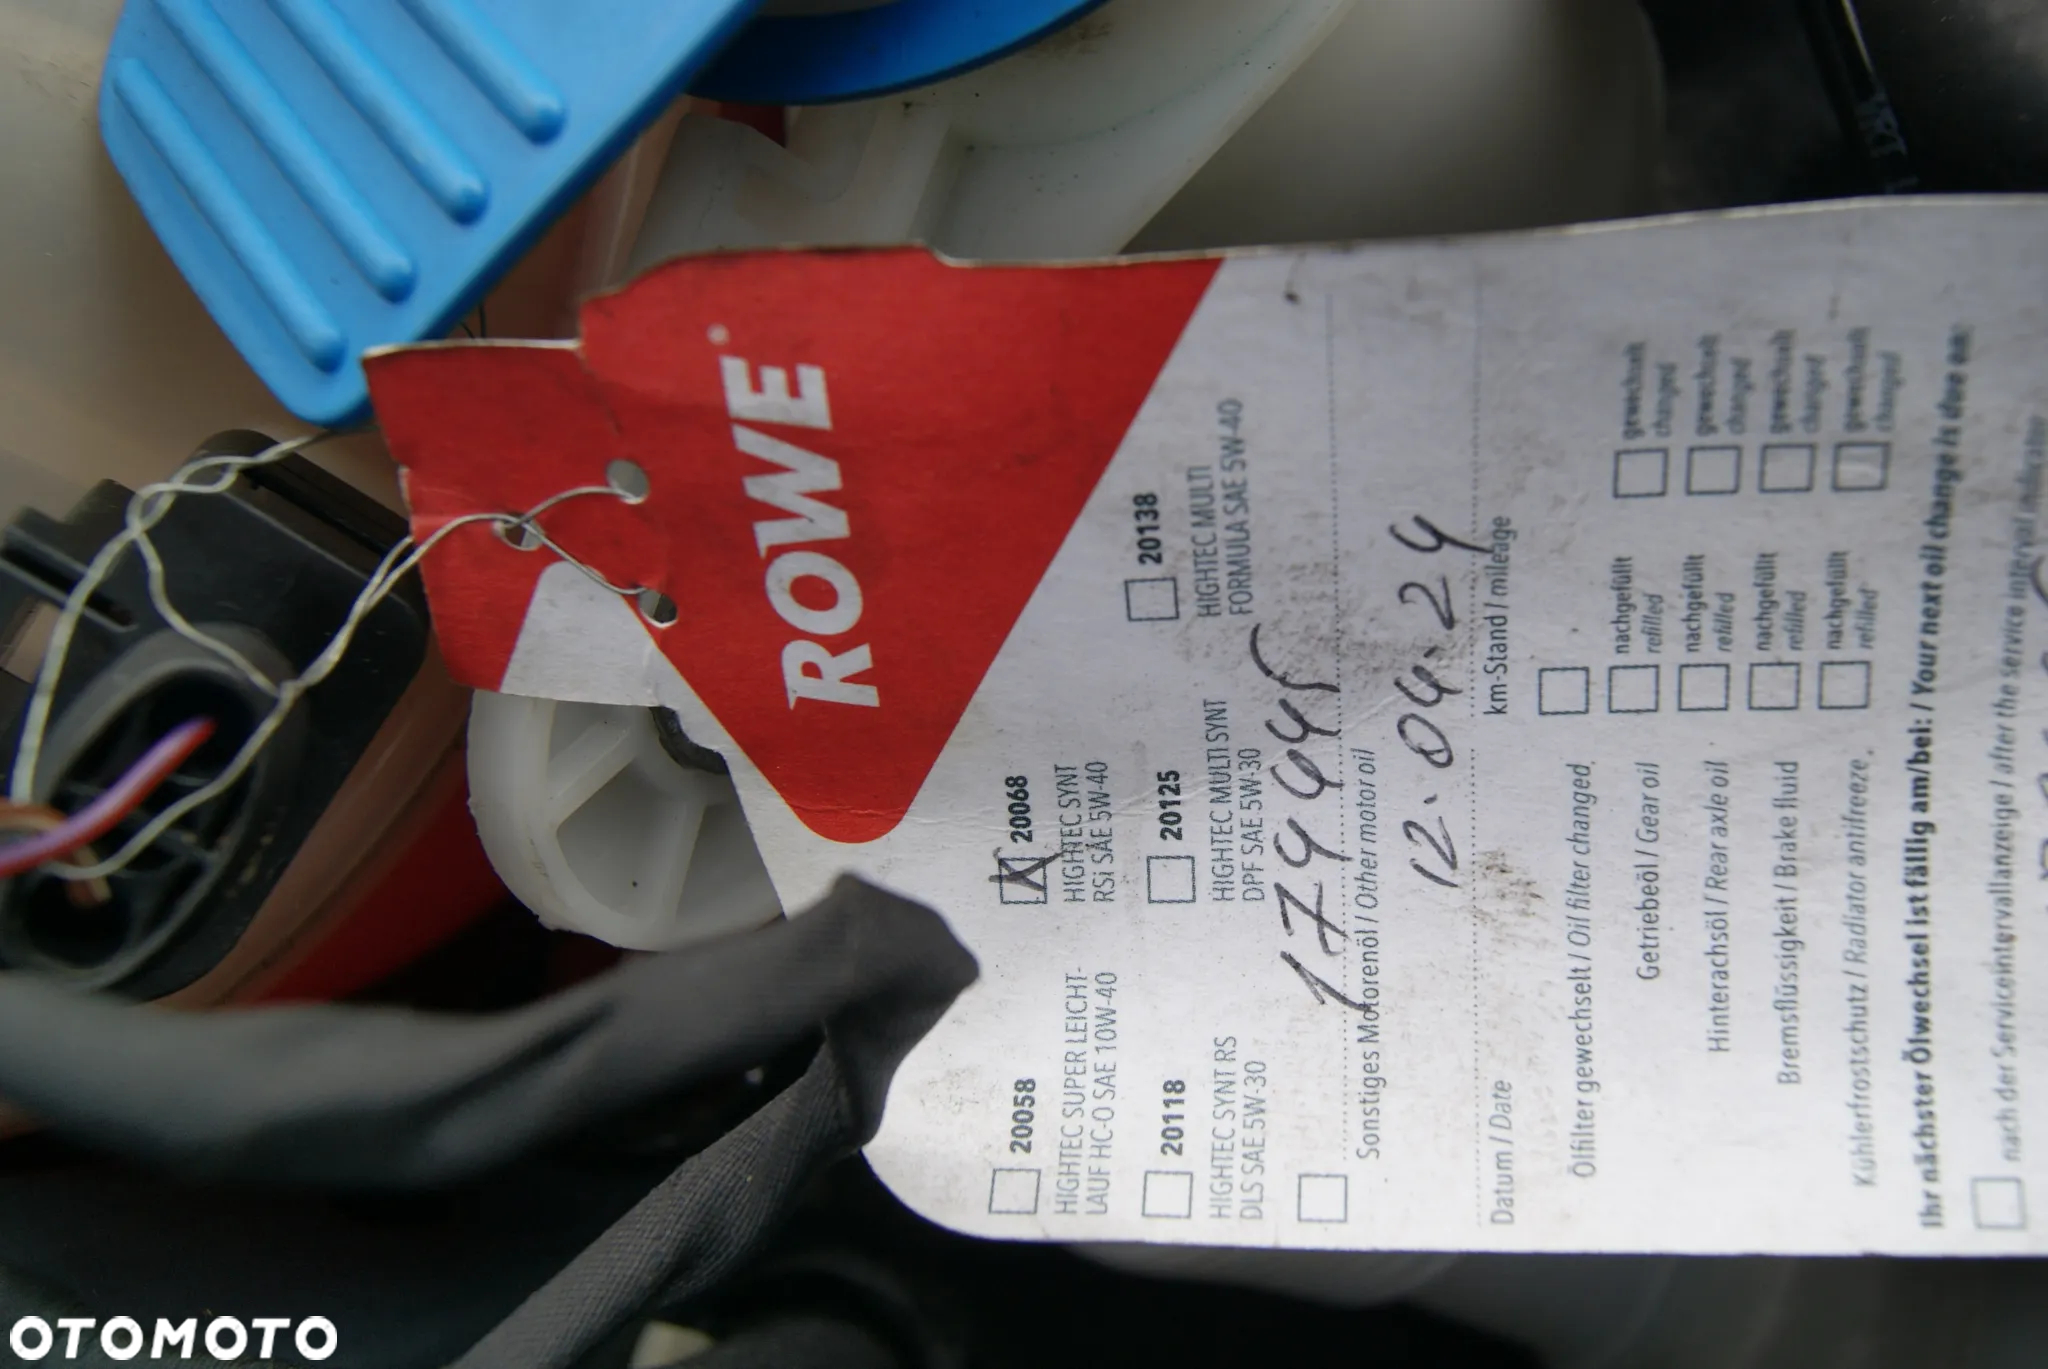 ROWE®
20058
HIGHTEC SUPER LEICHT-
LAUF HC-O SAE 10W-40
20068
HIGHTEC SYNT
RSi SAE 5W-40
20118
HIGHTEC SYNT RS
DLS SAE 5W-30
20125
HIGHTEC MULTI SYNT
DPF SAE 5W-30
20138
HIGHTEC MULTI
FORMULA SAE 5W-40
179445
Sonstiges Motorenöl / Other motor oil
12.04.24
Datum / Date
km-Stand / mileage
Ölfilter gewechselt / Oil filter changed
Getriebeöl / Gear oil
nachgefüllt
refilled
gewechselt
changed
Hinterachsöl / Rear axle oil
nachgefüllt
refilled
gewechselt
changed
Bremsflüssigkeit / Brake fluid
nachgefüllt
refilled
gewechselt
changed
Kühlerfrostschutz / Radiator antifreeze
nachgefüllt
refilled
gewechselt
changed
Ihr nächster Ölwechsel ist fällig am/bei: / Your next oil change is due on:
nach der Serviceintervallanzeige / after the service interval indicator
OTOMOTO